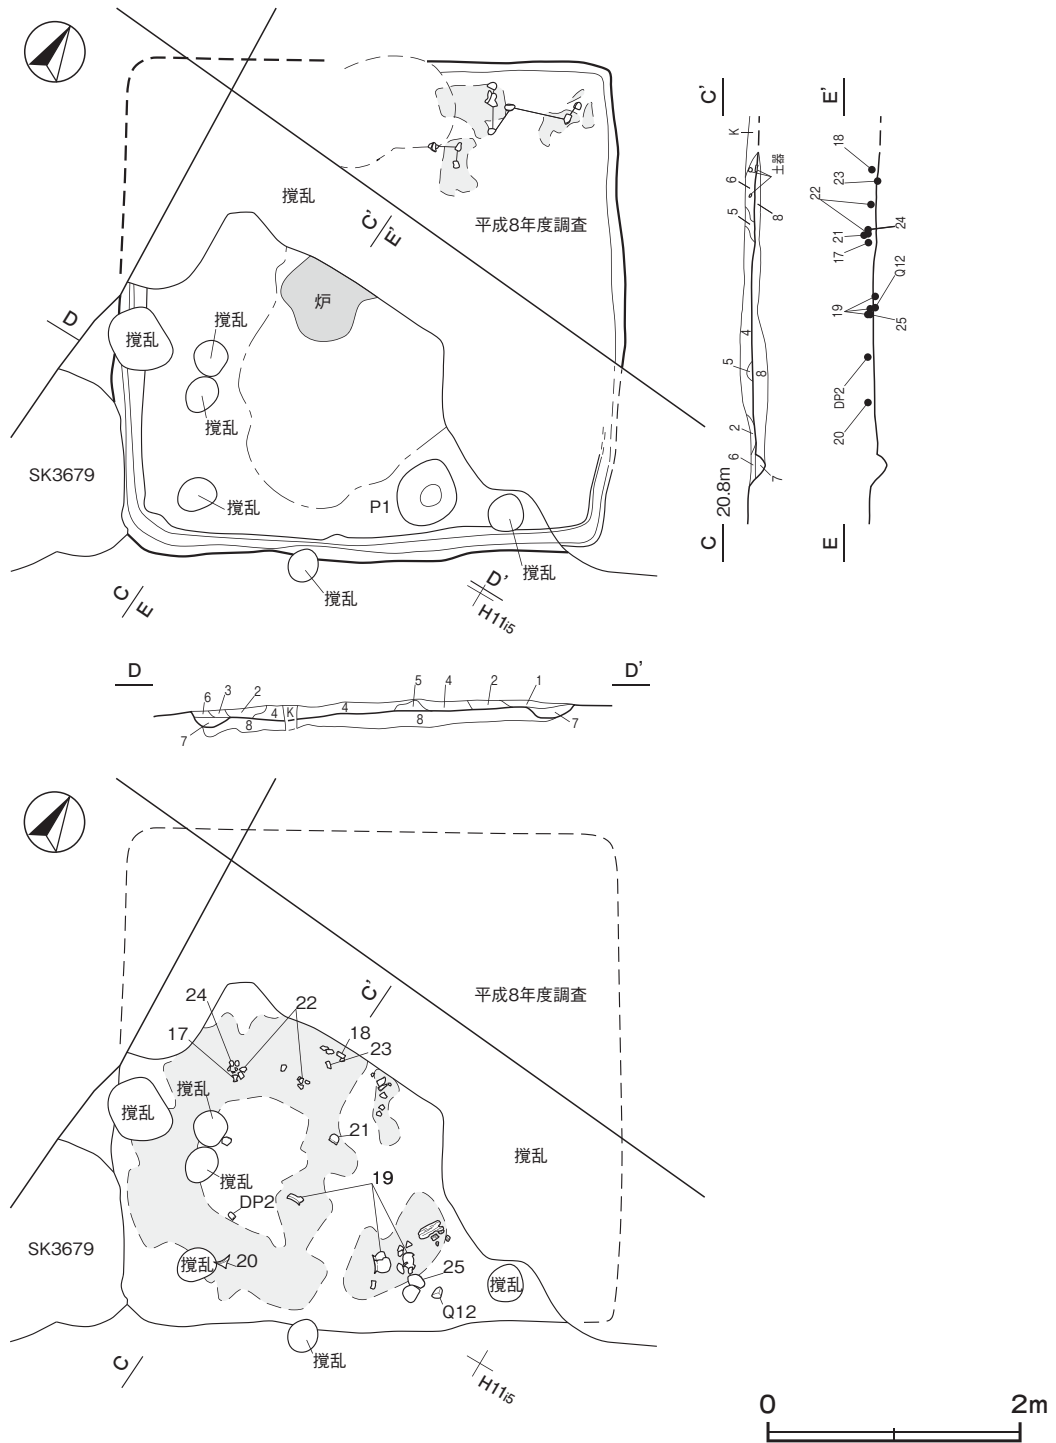 撹乱
C'
E'
平成8年度調査
炉
D
撹乱
撹乱
撹乱
SK3679
撹乱
P1
撹乱
撹乱
C
E
D'
H11i5
C'
K
土器
6
5
8
4
5
8
2
6
7
20.8m
C
E'
18
23
22
24
21
17
Q12
19
25
DP2
20
E
D
D'
6
3
2
4
K
4
5
4
2
1
7
8
8
7
C'
平成8年度調査
24
22
17
18
23
撹乱
撹乱
21
撹乱
撹乱
19
DP2
SK3679
撹乱
20
25
撹乱
Q12
撹乱
C
H11i5
0
2m